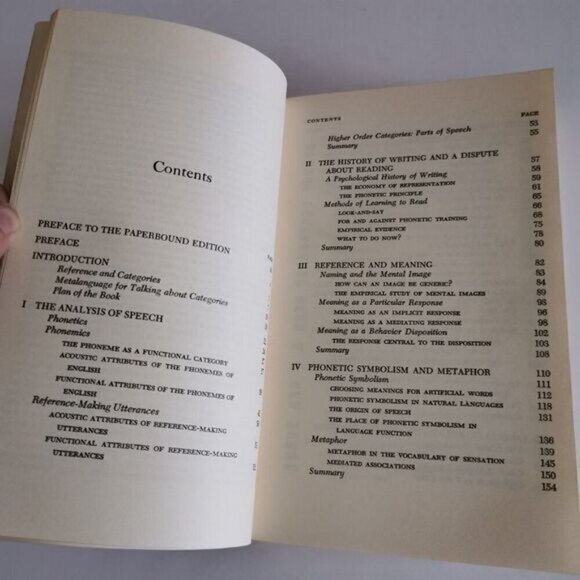 Contents
PREFACE TO THE PAPERBOUND EDITION
PREFACE
INTRODUCTION
Reference and Categories
Metalanguage for Talking about Categories
Plan of the Book
I THE ANALYSIS OF SPEECH
Phonetics
Phonemics
THE PHONEME AS A FUNCTIONAL CATEGORY
ACOUSTIC ATTRIBUTES OF THE PHONEMES OF
ENGLISH
FUNCTIONAL ATTRIBUTES OF THE PHONEMES OF
ENGLISH
Reference-Making Utterances
ACOUSTIC ATTRIBUTES OF REFERENCE-MAKING
UTTERANCES
FUNCTIONAL ATTRIBUTES OF REFERENCE-MAKING
UTTERANCES
CONTENTS PAGE
53
Higher Order Categories: Parts of Speech 55
Summary
II THE HISTORY OF WRITING AND A DISPUTE 57
ABOUT READING 58
A Psychological History of Writing 59
THE ECONOMY OF REPRESENTATION 61
THE PHONETIC PRINCIPLE 65
Methods of Learning to Read 66
LOOK-AND-SAY 68
FOR AND AGAINST PHONETIC TRAINING 75
EMPIRICAL EVIDENCE 78
WHAT TO DO NOW? 80
Summary
III REFERENCE AND MEANING 82
Naming and the Mental Image 83
HOW CAN AN IMAGE BE GENERIC? 84
THE EMPIRICAL STUDY OF MENTAL IMAGES 89
Meaning as a Particular Response 93
MEANING AS AN IMPLICIT RESPONSE 95
MEANING AS A MEDIATING RESPONSE 98
Meaning as a Behavior Disposition 102
THE RESPONSE CENTRAL TO THE DISPOSITION 103
Summary 108
IV PHONETIC SYMBOLISM AND METAPHOR 110
Phonetic Symbolism 111
CHOOSING MEANINGS FOR ARTIFICIAL WORDS 112
PHONETIC SYMBOLISM IN NATURAL LANGUAGES 118
THE ORIGIN OF SPEECH 131
THE PLACE OF PHONETIC SYMBOLISM IN
LANGUAGE FUNCTION 136
Metaphor 139
METAPHOR IN THE VOCABULARY OF SENSATION 145
MEDIATED ASSOCIATIONS 150
Summary 154